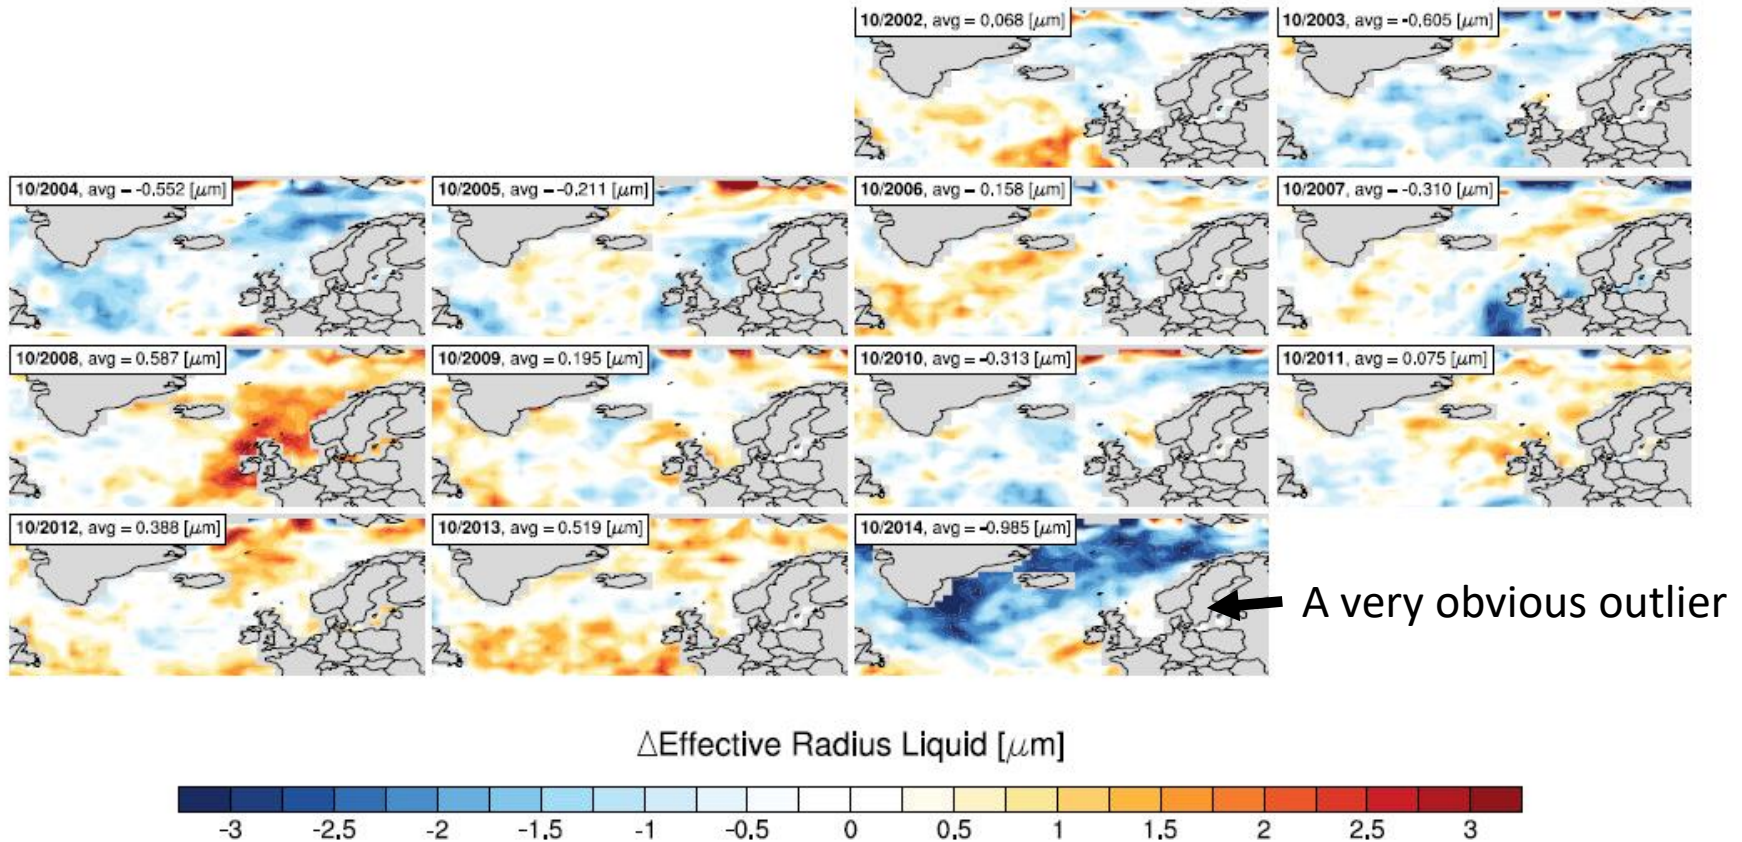 10/2002, avg = 0.068 [μm]
10/2003, avg = -0.605 [μm]
10/2004, avg = -0.552 [μm]
10/2005, avg = -0.211 [μm]
10/2006, avg = 0.158 [μm]
10/2007, avg = -0.310 [μm]
10/2008, avg = 0.587 [μm]
10/2009, avg = 0.195 [μm]
10/2010, avg = -0.313 [μm]
10/2011, avg = 0.075 [μm]
10/2012, avg = 0.388 [μm]
10/2013, avg = 0.519 [μm]
10/2014, avg = -0.985 [μm]
A very obvious outlier
ΔEffective Radius Liquid [μm]
-3 -2.5 -2 -1.5 -1 -0.5 0 0.5 1 1.5 2 2.5 3